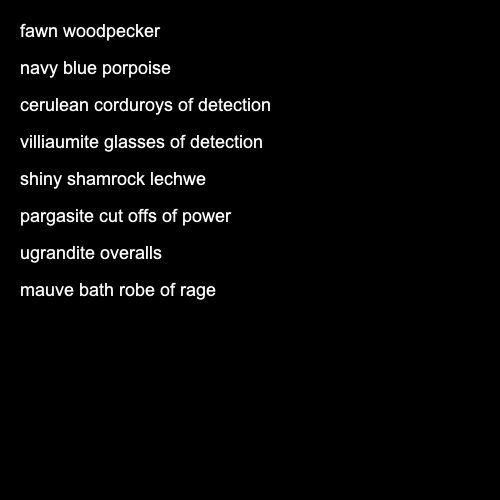 fawn woodpecker
navy blue porpoise
cerulean corduroys of detection
villiaumite glasses of detection
shiny shamrock lechwe
pargasite cut offs of power
ugrandite overalls
mauve bath robe of rage